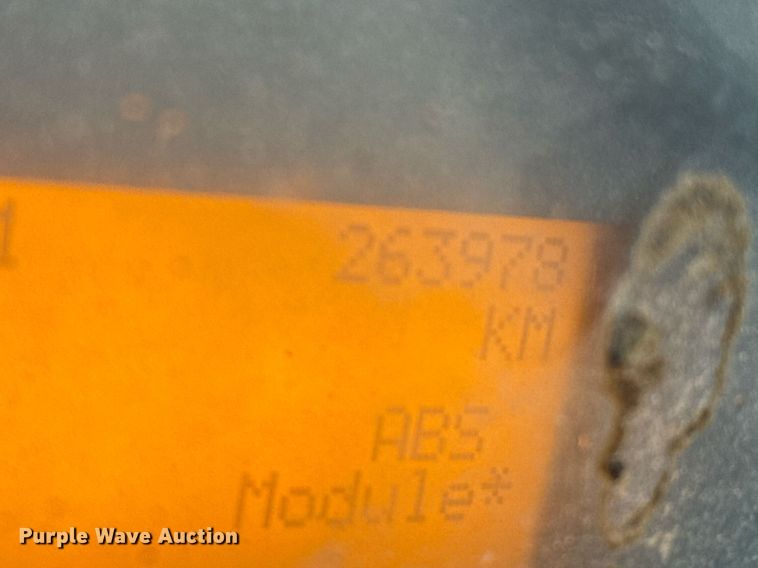 263978
KM
ABS
Module*
Purple Wave Auction